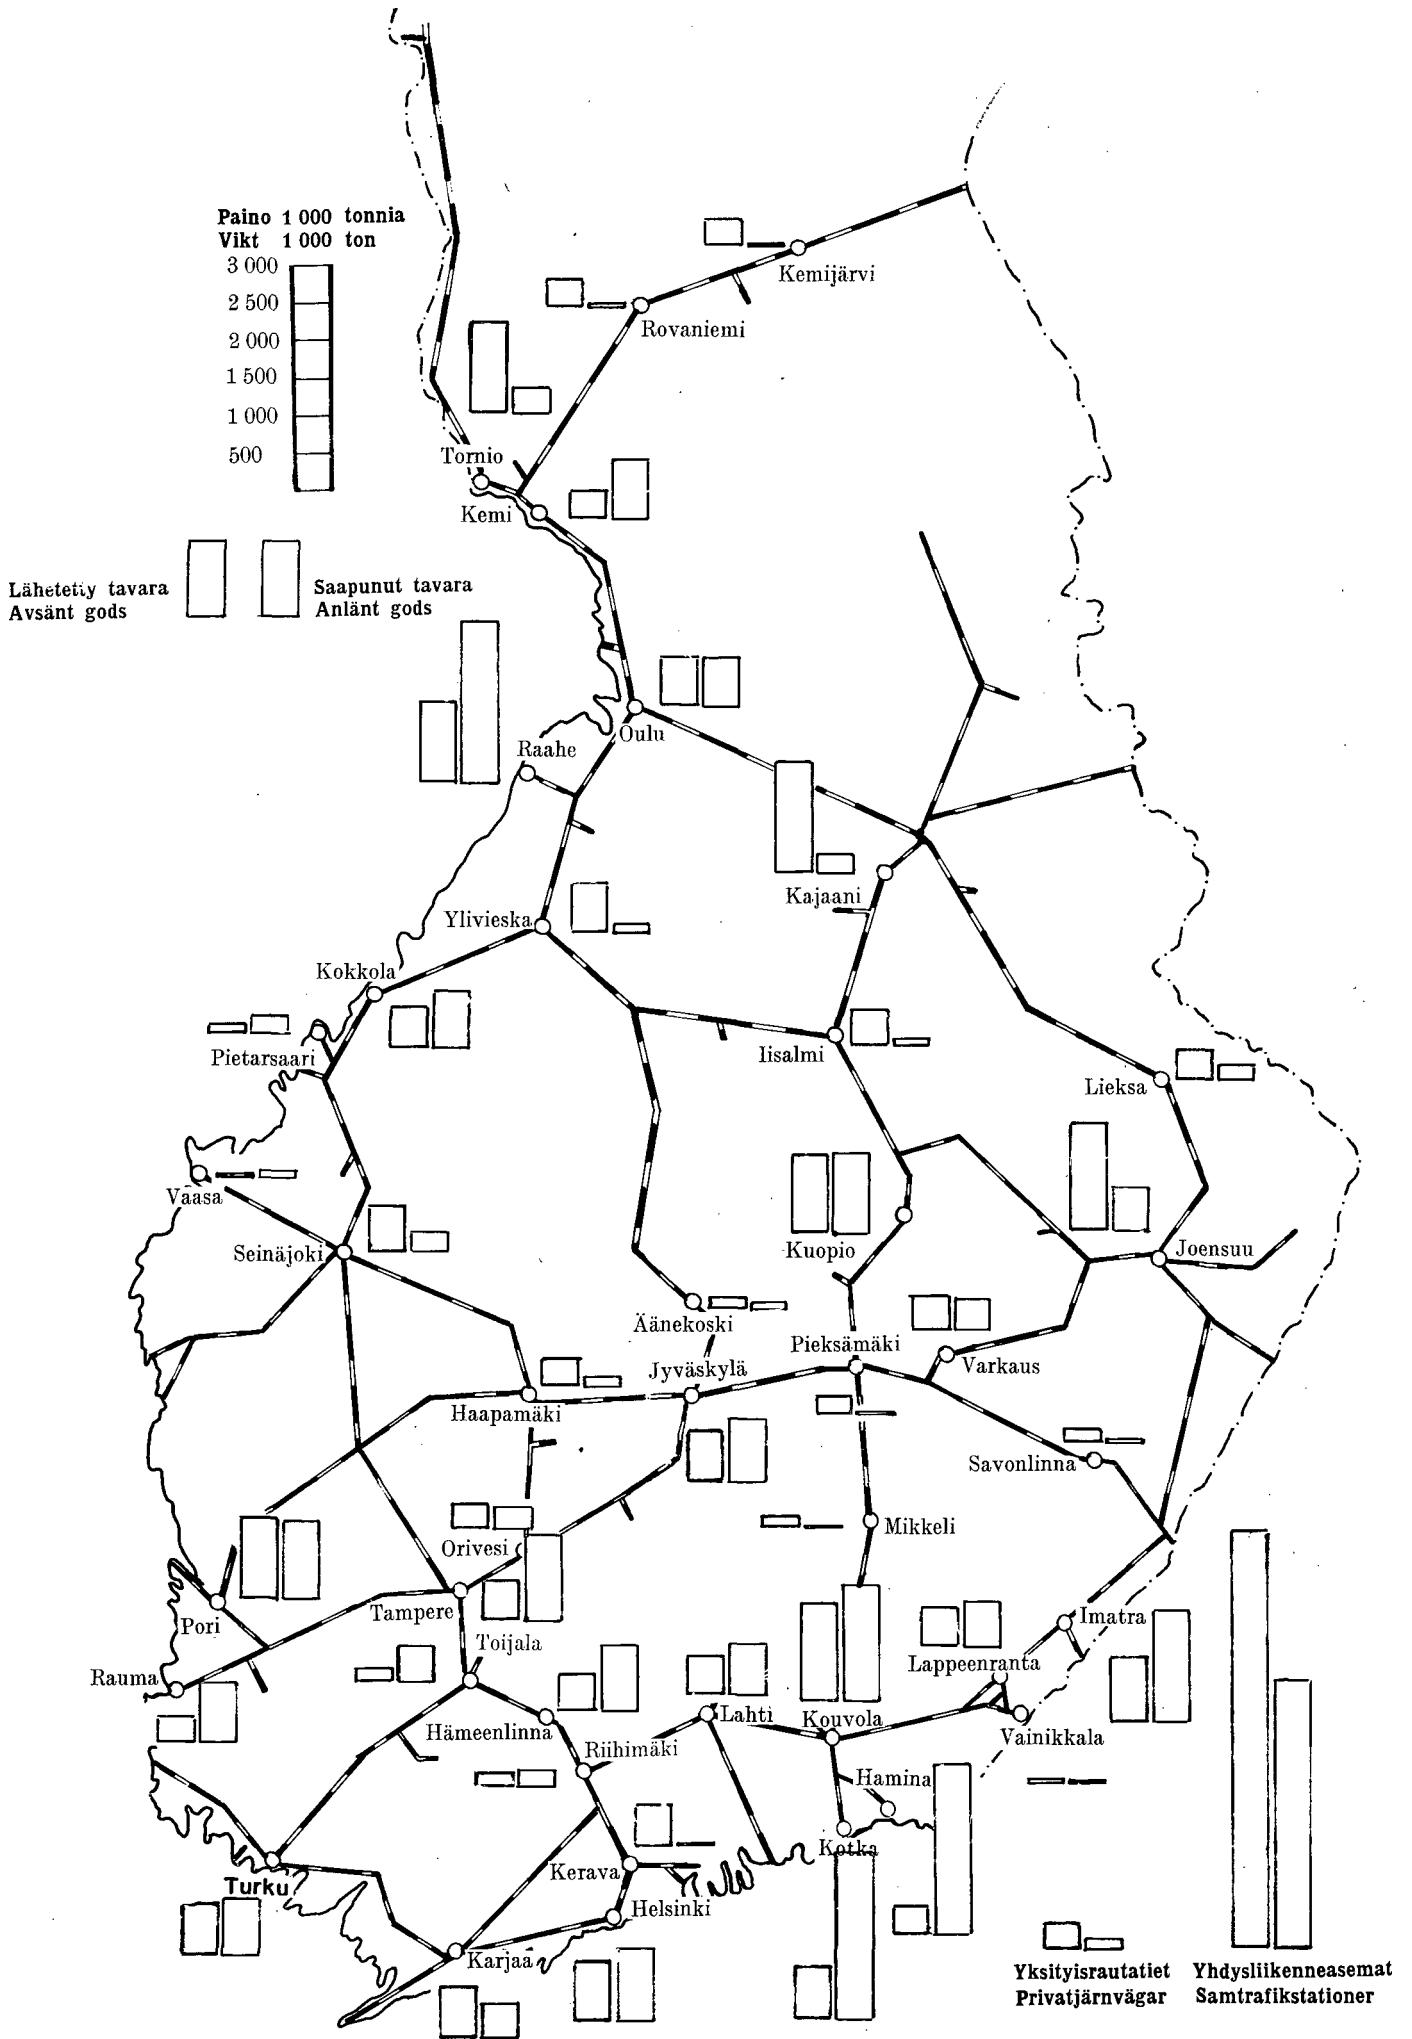 Paino 1 000 tonnia
Vikt 1 000 ton
3 000
2 500
2 000
1 500
1 000
500
Kemijärvi
Rovaniemi
Tornio
Kemi
Lähetetty tavara
Avsänt gods
Saapunut tavara
Anlänt gods
Oulu
Raahe
Kajaani
Ylivieska
Kokkola
Pietarsaari
Iisalmi
Lieksa
Vaasa
Seinäjoki
Kuopio
Joensuu
Äänekoski
Pieksämäki
Varkaus
Jyväskylä
Haapamäki
Savonlinna
Mikkeli
Orivesi
Tampere
Pori
Imatra
Toijala
Lappeenranta
Rauma
Hämeenlinna
Lahti
Kouvola
Vainikkala
Riihimäki
Hamina
Kotka
Kerava
Turku
Helsinki
Karjaa
Yksityisrautatiet
Privatjärnvägar
Yhdysliikenneasemat
Samtrafikstationer